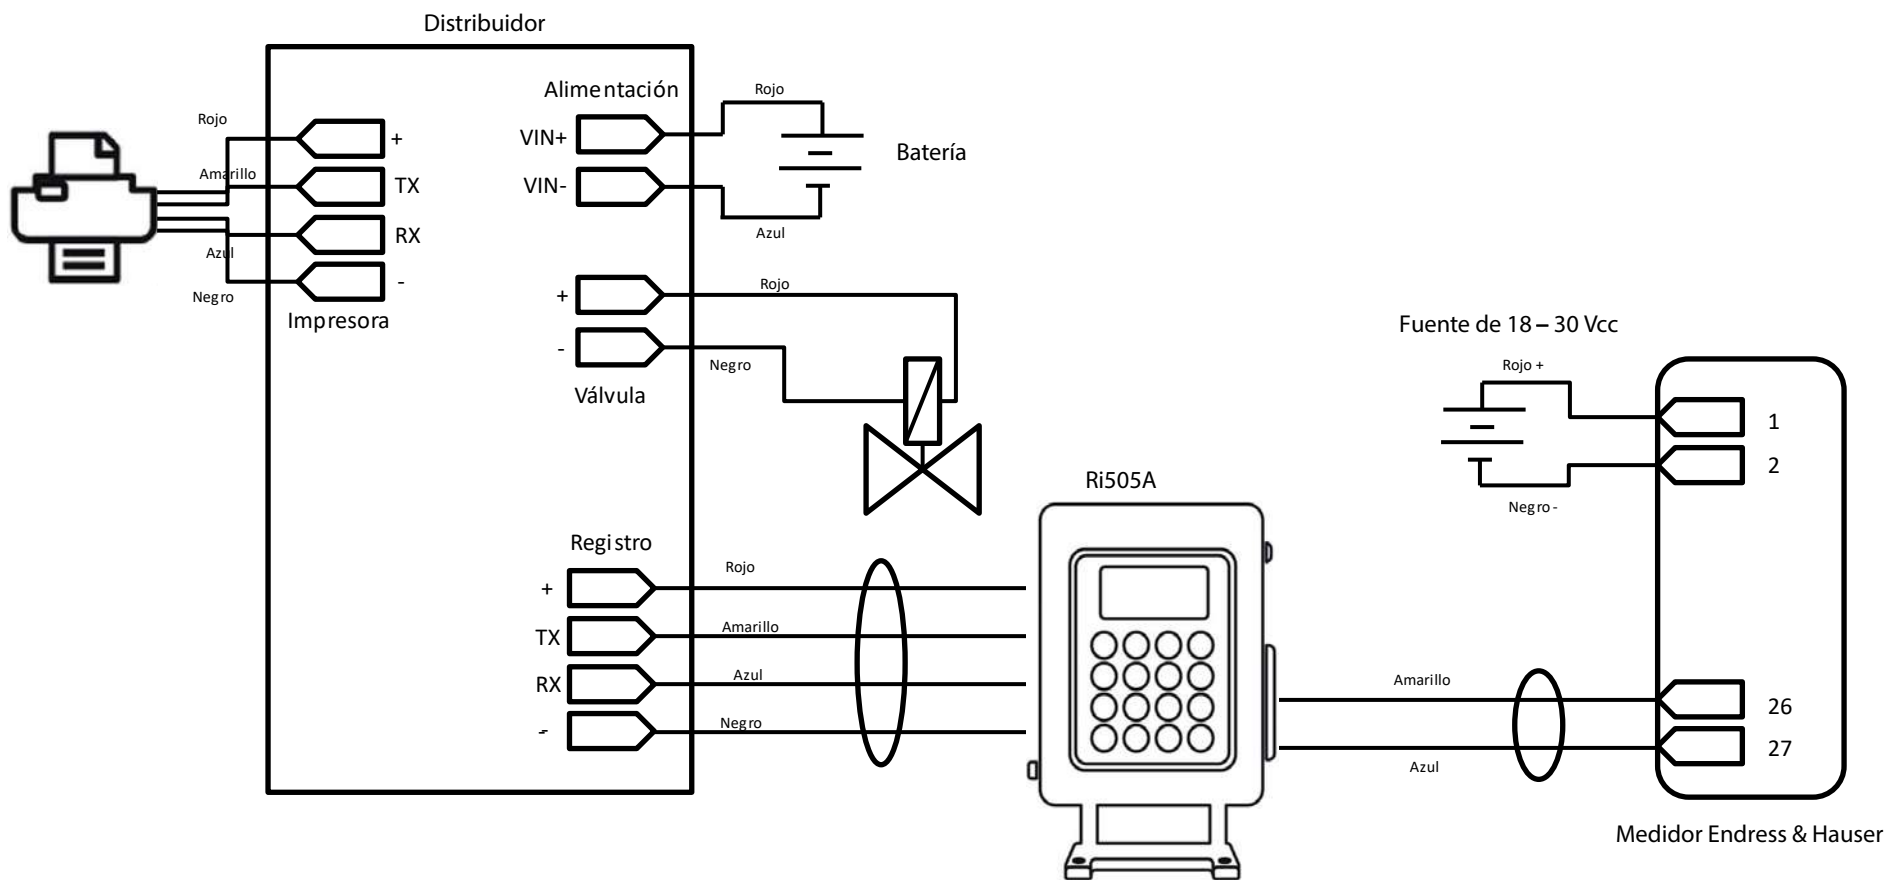 Distribuidor
Rojo
+
Amarillo
TX
Azul
RX
Negro
-
Impresora
Alimentación
VIN+
VIN-
Rojo
Batería
Azul
+
Rojo
-
Negro
Válvula
Registro
+
Rojo
TX
Amarillo
RX
Azul
-
Negro
Ri505A
Fuente de 18 – 30 Vcc
Rojo +
1
2
Negro -
Amarillo
26
27
Azul
Medidor Endress & Hauser